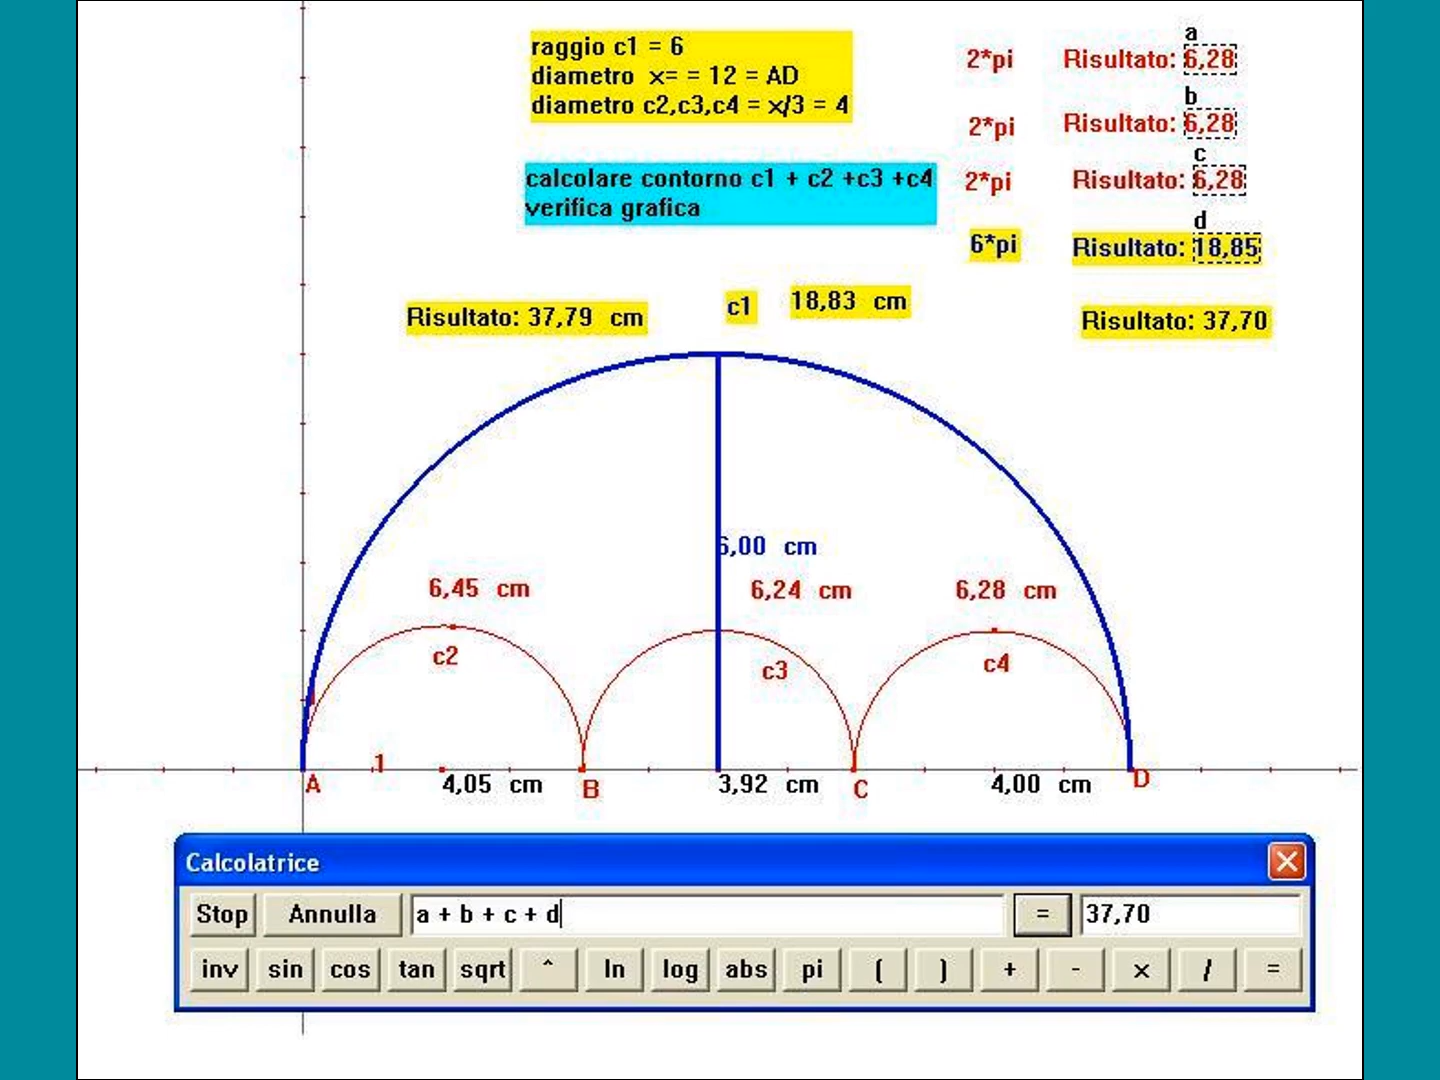 raggio c1 = 6
diametro x= = 12 = AD
diametro c2,c3,c4 = x/3 = 4
calcolare contorno c1 + c2 +c3 +c4
verifica grafica
a
2*pi Risultato: 6,28
b
2*pi Risultato: 6,28
c
2*pi Risultato: 6,28
d
6*pi Risultato: 18,85
Risultato: 37,79 cm
c1
18,83 cm
Risultato: 37,70
6,00 cm
6,45 cm
6,24 cm
6,28 cm
c2
c3
c4
1
A
4,05 cm
B
3,92 cm
C
4,00 cm
D
Calcolatrice
Stop Annulla a + b + c + d = 37,70
inv sin cos tan sqrt ^ ln log abs pi ( ) + - x / =